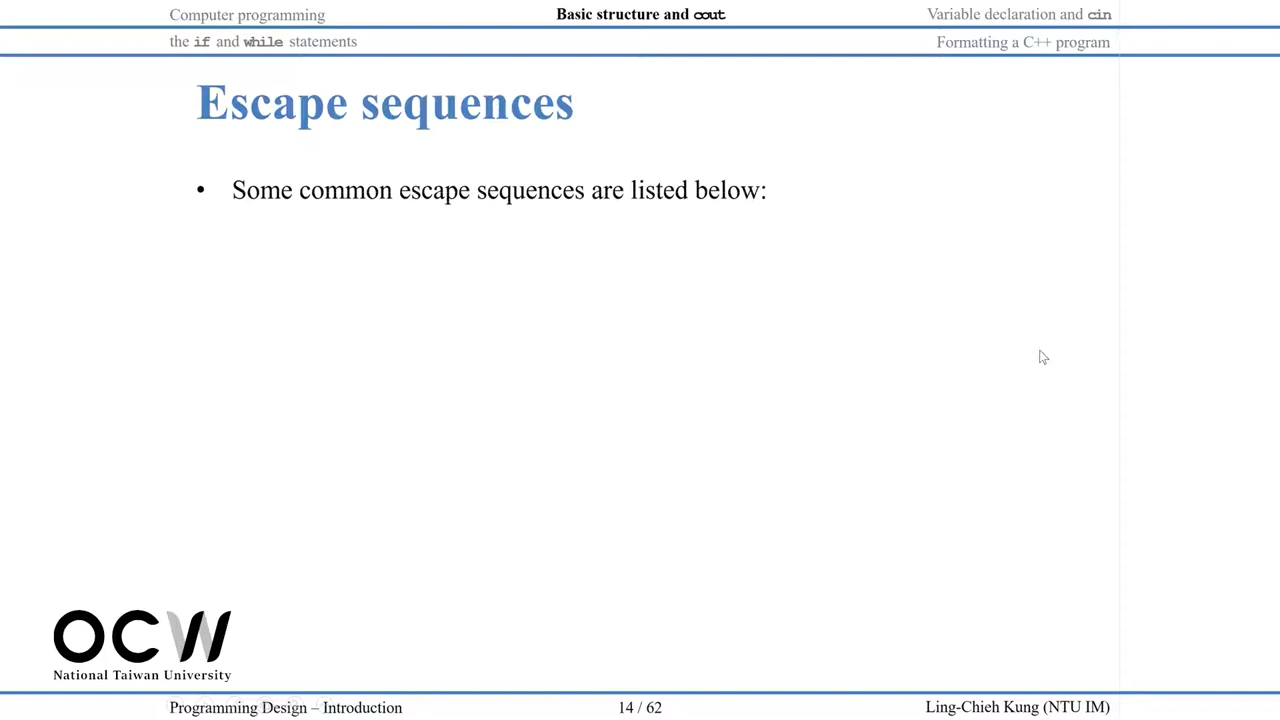 Computer programming
Basic structure and cout
Variable declaration and cin
the if and while statements
Formatting a C++ program
Escape sequences
• Some common escape sequences are listed below:
OCW
National Taiwan University
Programming Design – Introduction
14 / 62
Ling-Chieh Kung (NTU IM)